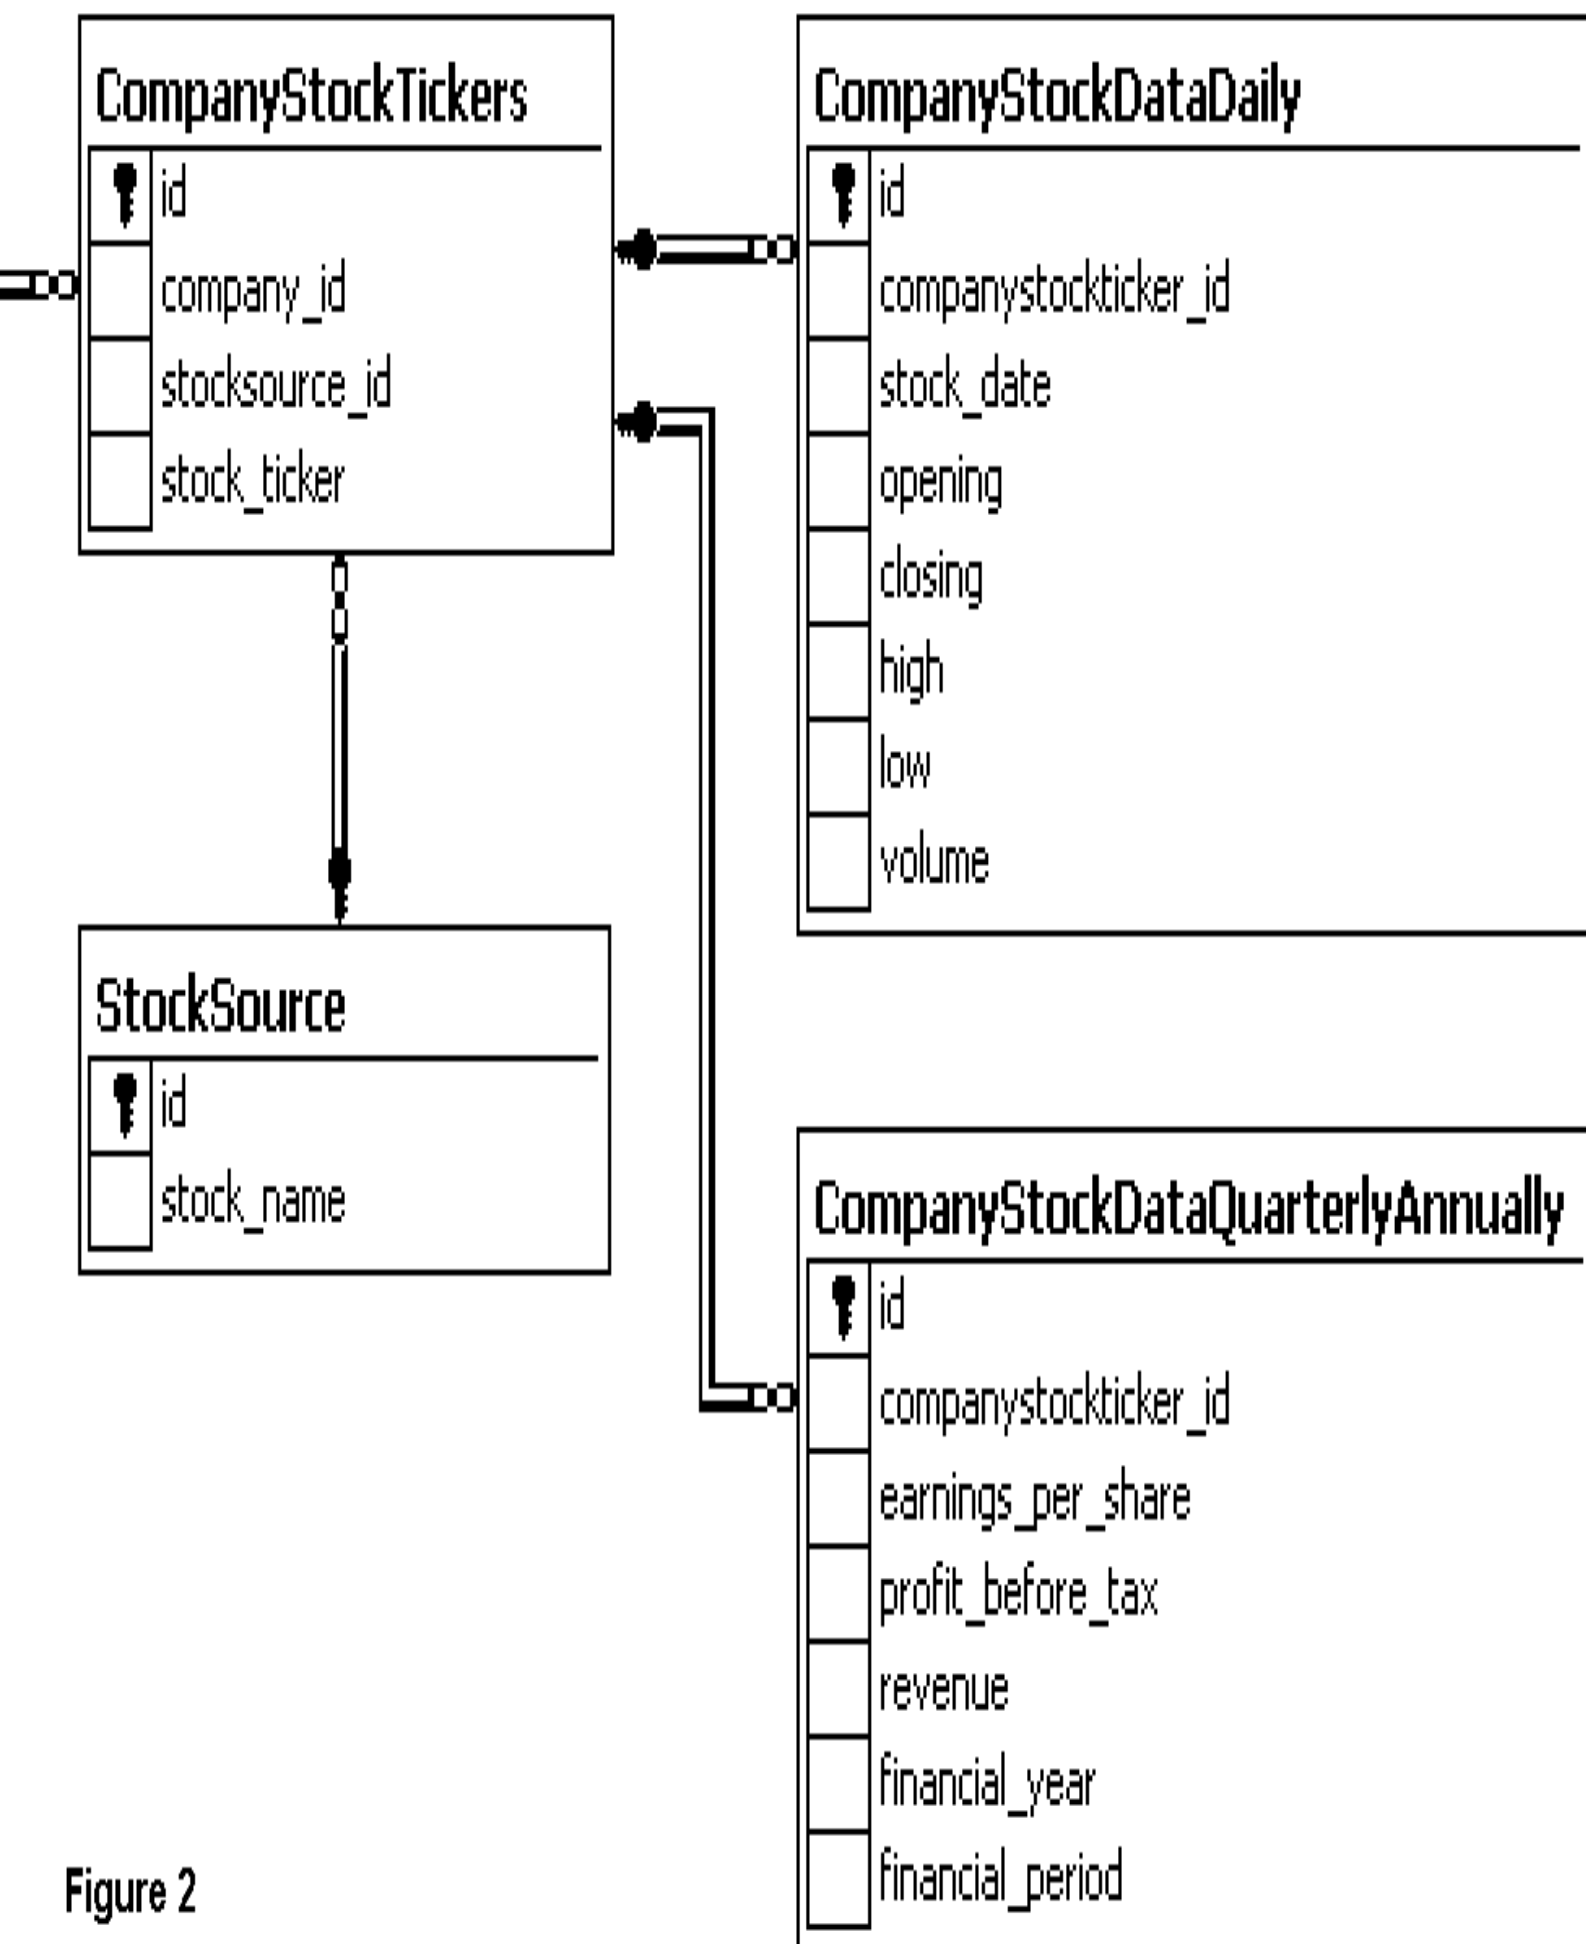 CompanyStockTickers
id
company_id
stocksource_id
stock_ticker
CompanyStockDataDaily
id
companystockticker_id
stock_date
opening
closing
high
low
volume
StockSource
id
stock_name
CompanyStockDataQuarterlyAnnually
id
companystockticker_id
earnings_per_share
profit_before_tax
revenue
financial_year
financial_period
Figure 2